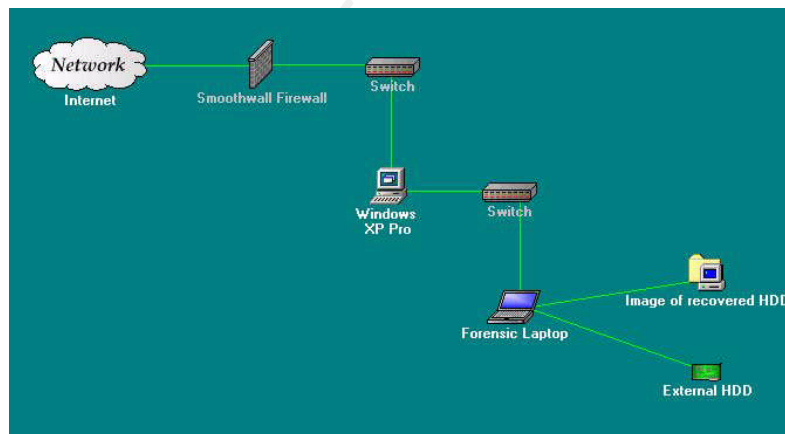 Network
Internet
Smoothwall Firewall
Switch
Windows
XP Pro
Switch
Forensic Laptop
Image of recovered HDD
External HDD